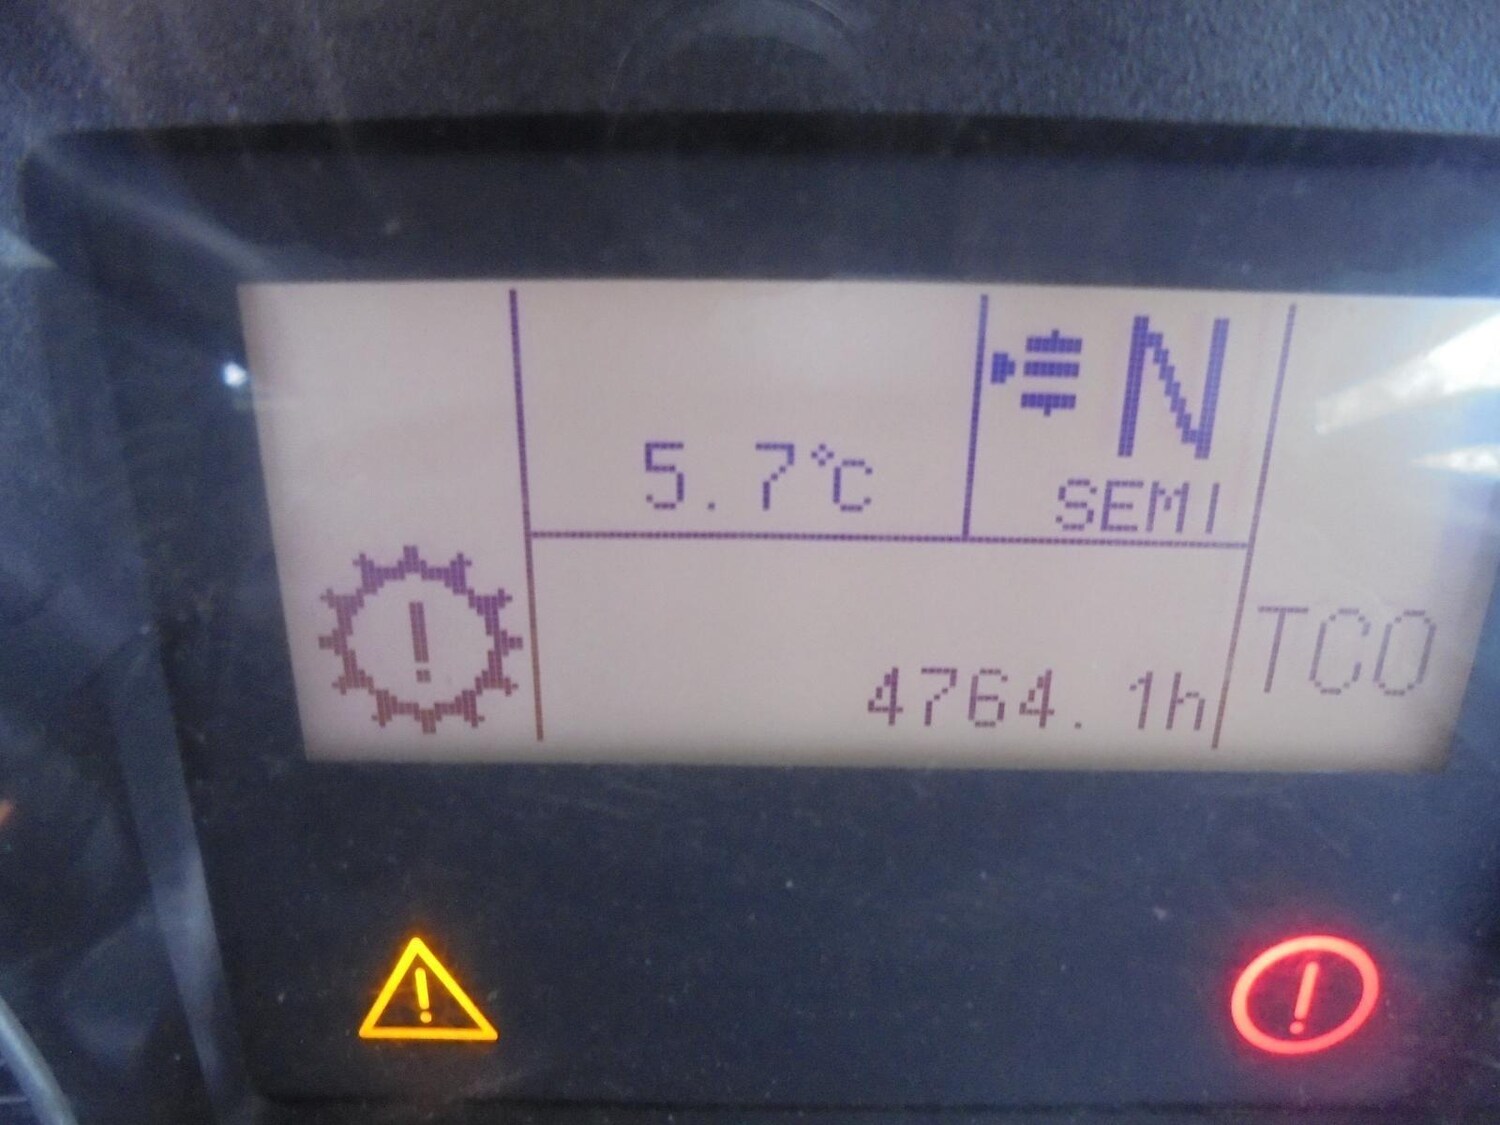 N
5.7°C
SEMI
TCO
4764.1h